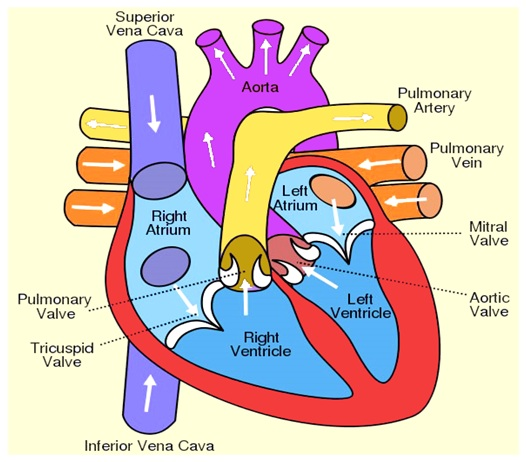 Superior
Vena Cava
Aorta
Pulmonary
Artery
Pulmonary
Vein
Left
Atrium
Right
Atrium
Mitral
Valve
Pulmonary
Valve
Aortic
Valve
Left
Ventricle
Right
Ventricle
Tricuspid
Valve
Inferior Vena Cava